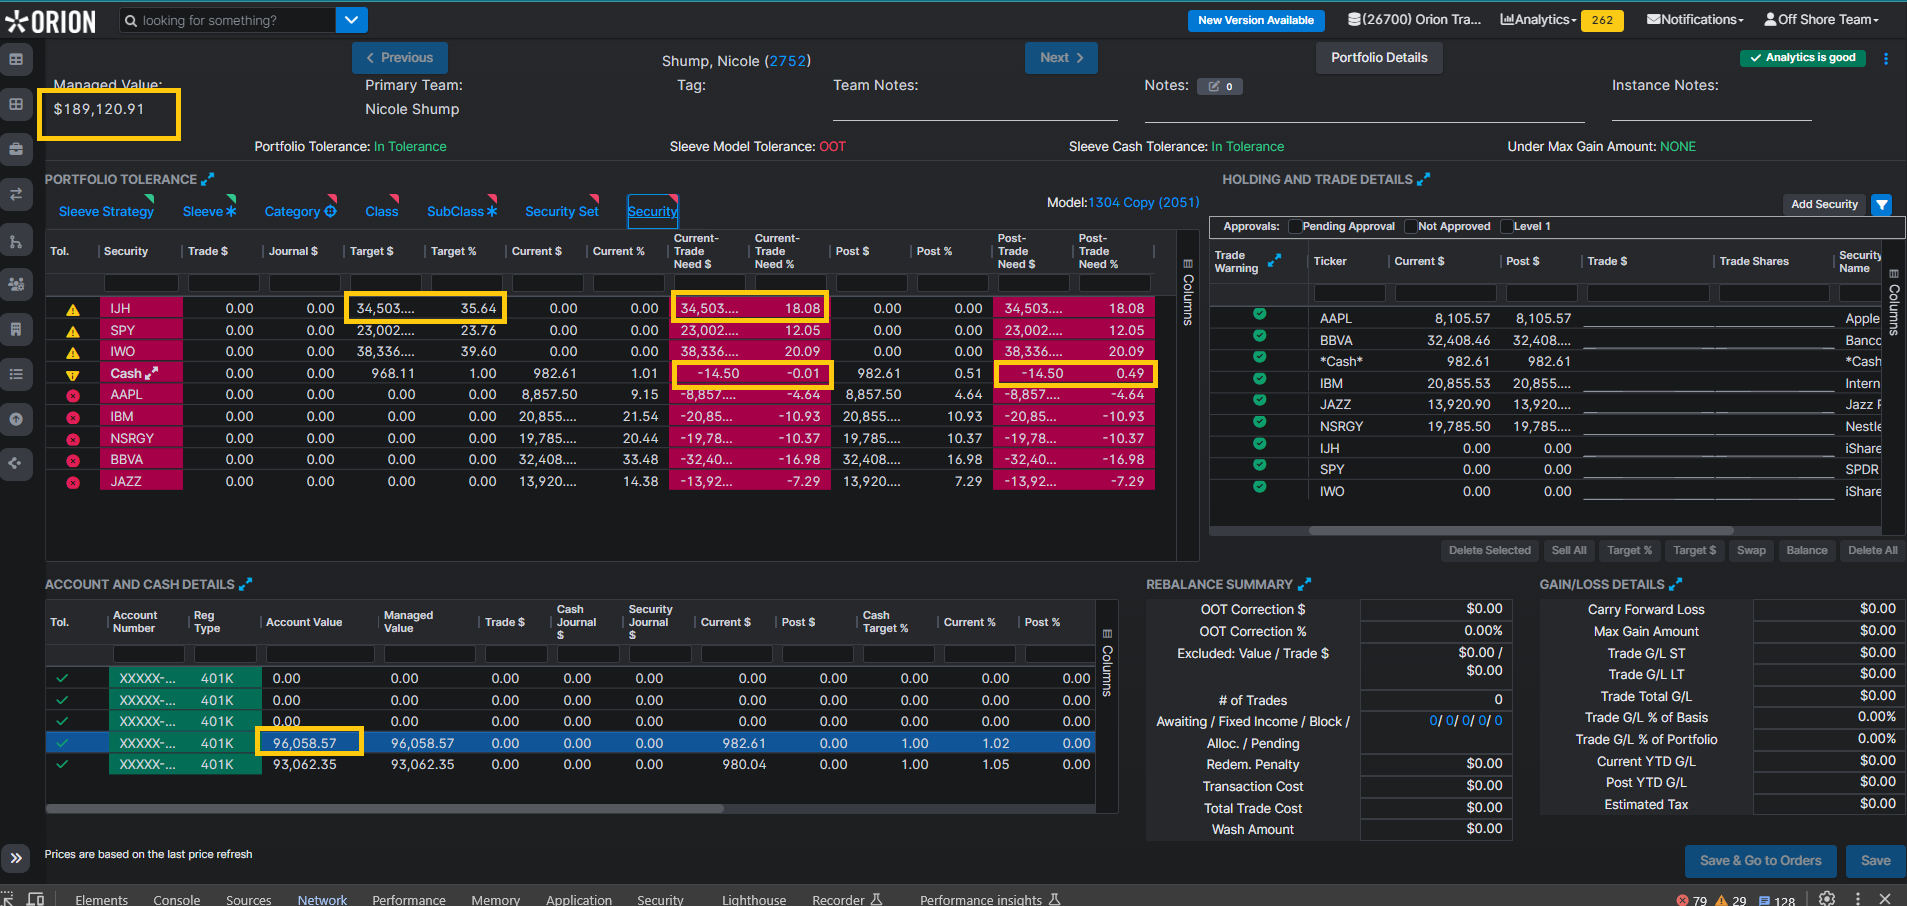 ORION
looking for something?
New Version Available
(26700) Orion Tra...
Analytics
262
Notifications
Off Shore Team
Previous
Shump, Nicole (2752)
Next
Portfolio Details
Analytics is good
Managed Value:
$189,120.91
Primary Team:
Nicole Shump
Tag:
Team Notes:
Notes: 0
Instance Notes:
Portfolio Tolerance: In Tolerance
Sleeve Model Tolerance: OOT
Sleeve Cash Tolerance: In Tolerance
Under Max Gain Amount: NONE
PORTFOLIO TOLERANCE
Sleeve Strategy Sleeve Category Class SubClass Security Set Security
Model:1304 Copy (2051)
Tol. Security Trade $ Journal $ Target $ Target % Current $ Current % Current-Trade Need $ Current-Trade Need % Post $ Post % Post-Trade Need $ Post-Trade Need %
Columns
IJH 0.00 0.00 34,503.... 35.64 0.00 0.00 34,503.... 18.08 0.00 0.00 34,503.... 18.08
SPY 0.00 0.00 23,002.... 23.76 0.00 0.00 23,002.... 12.05 0.00 0.00 23,002.... 12.05
IWO 0.00 0.00 38,336.... 39.60 0.00 0.00 38,336.... 20.09 0.00 0.00 38,336.... 20.09
Cash 0.00 0.00 968.11 1.00 982.61 1.01 -14.50 -0.01 982.61 0.51 -14.50 0.49
AAPL 0.00 0.00 0.00 0.00 8,857.50 9.15 -8,857.... -4.64 8,857.50 4.64 -8,857.... -4.64
IBM 0.00 0.00 0.00 0.00 20,855.... 21.54 -20,85... -10.93 20,855.... 10.93 -20,85... -10.93
NSRGY 0.00 0.00 0.00 0.00 19,785.... 20.44 -19,78... -10.37 19,785.... 10.37 -19,78... -10.37
BBVA 0.00 0.00 0.00 0.00 32,408.... 33.48 -32,40... -16.98 32,408.... 16.98 -32,40... -16.98
JAZZ 0.00 0.00 0.00 0.00 13,920.... 14.38 -13,92... -7.29 13,920.... 7.29 -13,92... -7.29
HOLDING AND TRADE DETAILS
Add Security
Approvals: Pending Approval Not Approved Level 1
Trade Warning Ticker Current $ Post $ Trade $ Trade Shares Security Name
Columns
AAPL 8,105.57 8,105.57 Apple
BBVA 32,408.46 32,408.... Banco
*Cash* 982.61 982.61 *Cash
IBM 20,855.53 20,855.... Intern
JAZZ 13,920.90 13,920.... Jazz P
NSRGY 19,785.50 19,785.... Nestle
IJH 0.00 0.00 iShare
SPY 0.00 0.00 SPDR
IWO 0.00 0.00 iShare
Delete Selected Sell All Target % Target $ Swap Balance Delete All
ACCOUNT AND CASH DETAILS
Tol. Account Number Reg Type Account Value Managed Value Trade $ Cash Journal $ Security Journal $ Current $ Post $ Cash Target % Current % Post %
Columns
XXXXX-... 401K 0.00 0.00 0.00 0.00 0.00 0.00 0.00 0.00 0.00 0.00
XXXXX-... 401K 0.00 0.00 0.00 0.00 0.00 0.00 0.00 0.00 0.00 0.00
XXXXX-... 401K 0.00 0.00 0.00 0.00 0.00 0.00 0.00 0.00 0.00 0.00
XXXXX-... 401K 96,058.57 96,058.57 0.00 0.00 0.00 982.61 0.00 1.00 1.02 0.00
XXXXX-... 401K 93,062.35 93,062.35 0.00 0.00 0.00 980.04 0.00 1.00 1.05 0.00
REBALANCE SUMMARY
OOT Correction $ $0.00
OOT Correction % 0.00%
Excluded: Value / Trade $ $0.00 / $0.00
# of Trades 0
Awaiting / Fixed Income / Block / Alloc. / Pending 0/ 0/ 0/ 0/ 0
Redem. Penalty $0.00
Transaction Cost $0.00
Total Trade Cost $0.00
Wash Amount $0.00
GAIN/LOSS DETAILS
Carry Forward Loss $0.00
Max Gain Amount $0.00
Trade G/L ST $0.00
Trade G/L LT $0.00
Trade Total G/L $0.00
Trade G/L % of Basis 0.00%
Trade G/L % of Portfolio 0.00%
Current YTD G/L $0.00
Post YTD G/L $0.00
Estimated Tax $0.00
Prices are based on the last price refresh
Save & Go to Orders
Save
Elements Console Sources Network Performance Memory Application Security Lighthouse Recorder Performance insights 79 29 128